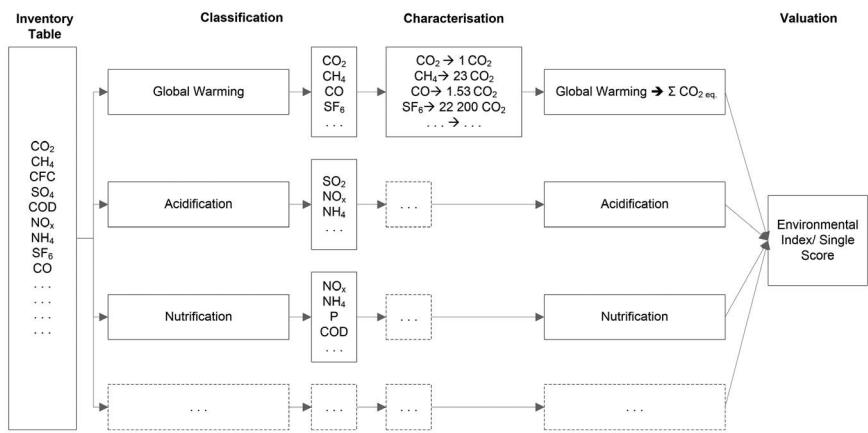 Inventory
Table
Classification
Characterisation
Valuation
CO₂
CH₄
CFC
SO₄
COD
NOₓ
NH₄
SF₆
CO
. . .
. . .
. . .
. . .
Global Warming
CO₂
CH₄
CO
SF₆
. . .
CO₂ → 1 CO₂
CH₄→ 23 CO₂
CO→ 1.53 CO₂
SF₆→ 22 200 CO₂
. . . → . . .
Global Warming → Σ CO₂ eq.
Acidification
SO₂
NOₓ
NH₄
. . .
. . .
Acidification
Nutrification
NOₓ
NH₄
P
COD
. . .
. . .
Nutrification
. . .
. . .
. . .
. . .
Environmental
Index/ Single
Score